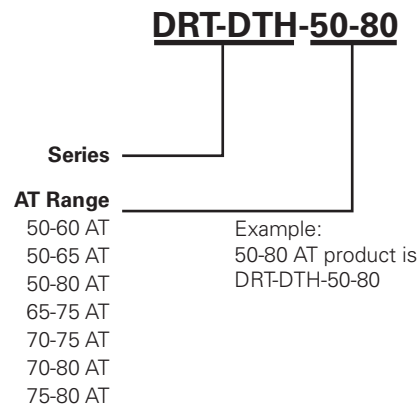 DRT-DTH-50-80
Series
AT Range
50-60 AT
50-65 AT
50-80 AT
65-75 AT
70-75 AT
70-80 AT
75-80 AT
Example:
50-80 AT product is
DRT-DTH-50-80